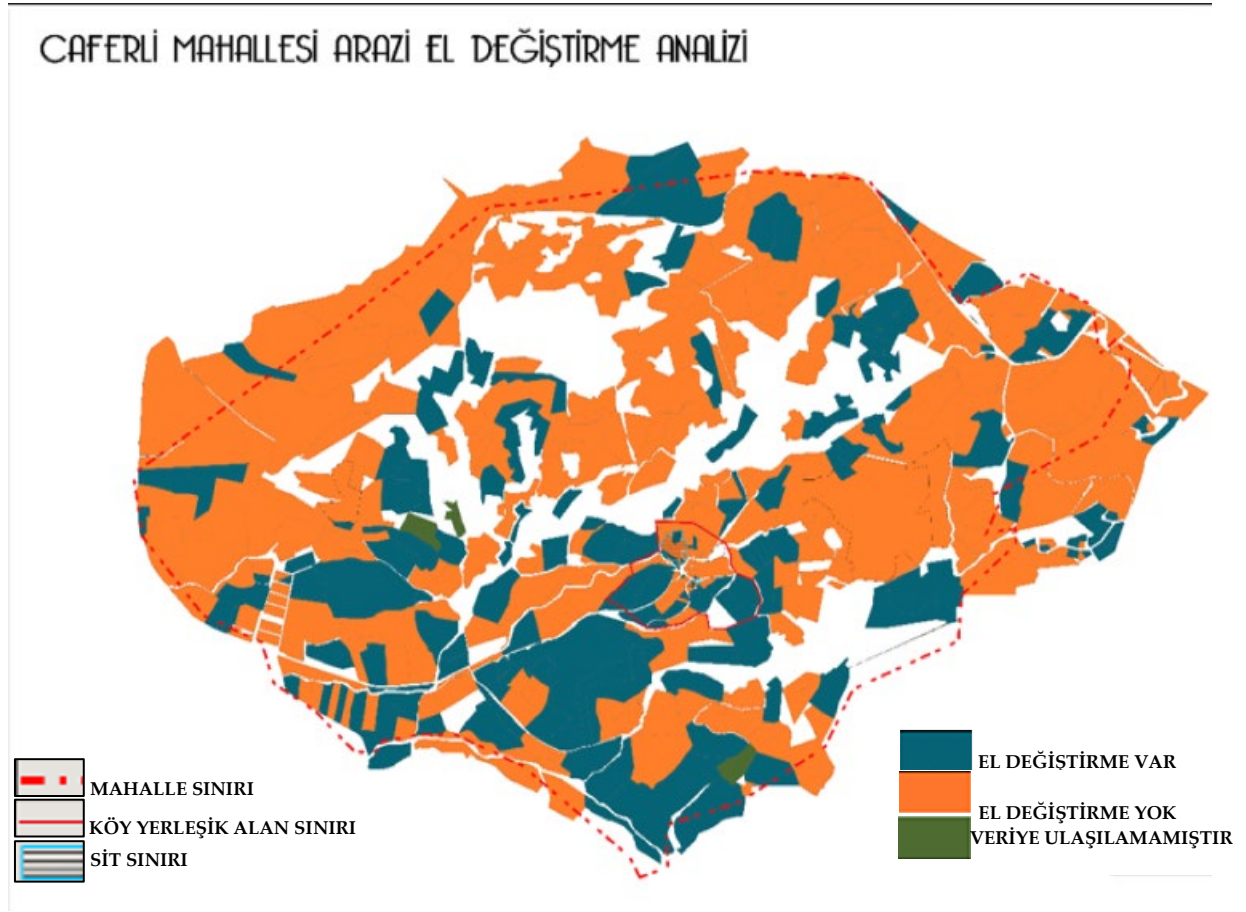 CAFERLİ MAHALLESİ ARAZİ EL DEĞİŞTİRME ANALİZİ
MAHALLE SINIRI
KÖY YERLEŞİK ALAN SINIRI
SİT SINIRI
EL DEĞİŞTİRME VAR
EL DEĞİŞTİRME YOK
VERİYE ULAŞILAMAMIŞTIR